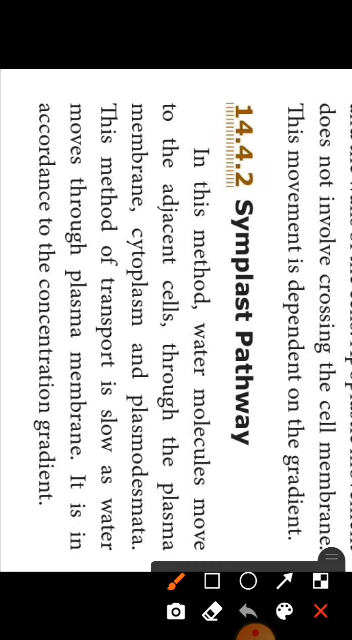 does not involve crossing the cell membrane.
This movement is dependent on the gradient.
14.4.2 Symplast Pathway
In this method, water molecules move
to the adjacent cells, through the plasma
membrane, cytoplasm and plasmodesmata.
This method of transport is slow as water
moves through plasma membrane. It is in
accordance to the concentration gradient.